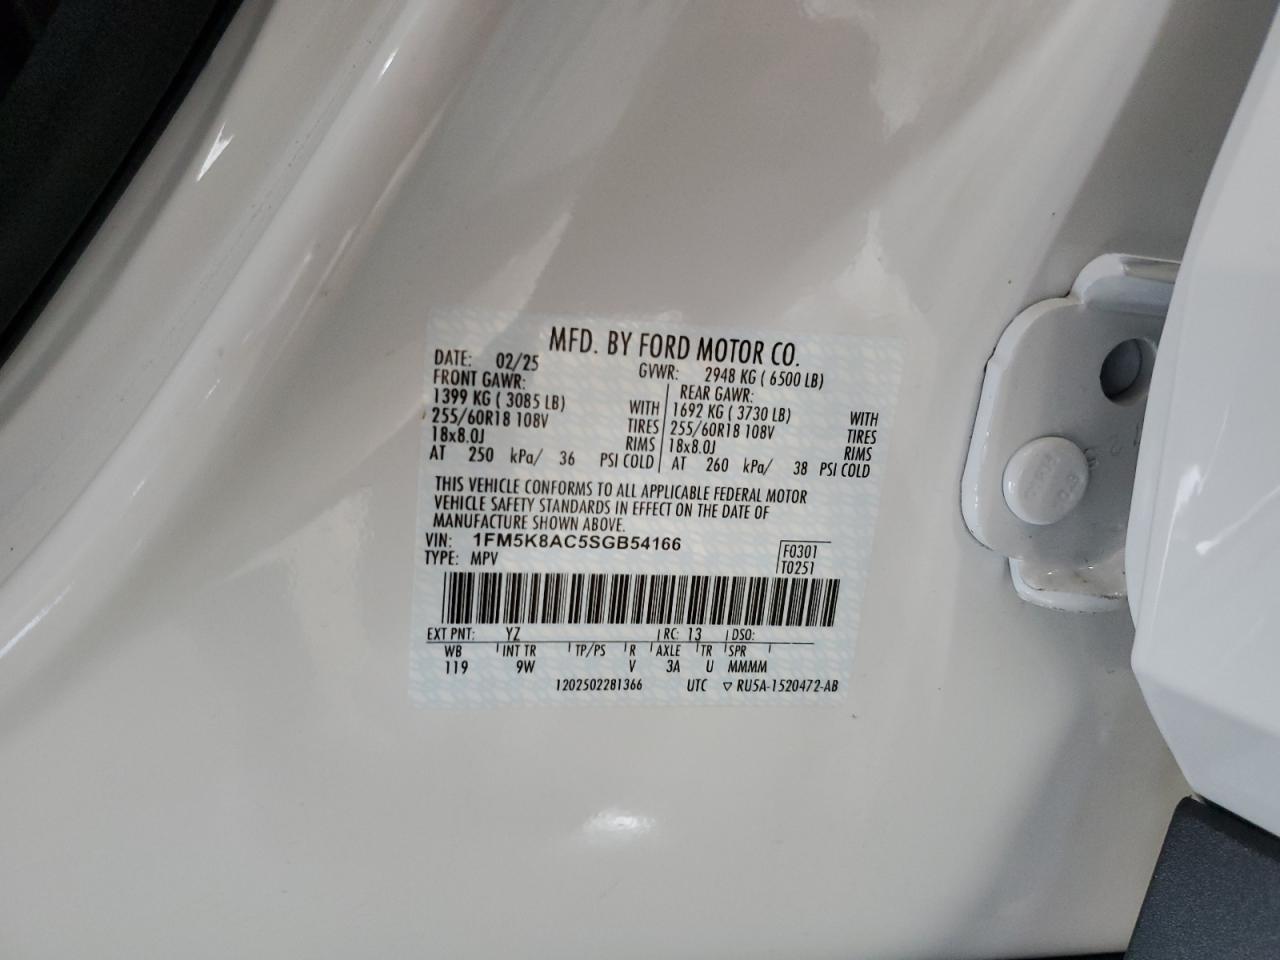 MFD. BY FORD MOTOR CO.
DATE: 02/25 GVWR: 2948 KG ( 6500 LB)
FRONT GAWR: REAR GAWR:
1399 KG ( 3085 LB) WITH 1692 KG ( 3730 LB) WITH
255/60R18 108V TIRES 255/60R18 108V TIRES
18x8.0J RIMS 18x8.0J RIMS
AT 250 kPa/ 36 PSI COLD AT 260 kPa/ 38 PSI COLD
THIS VEHICLE CONFORMS TO ALL APPLICABLE FEDERAL MOTOR
VEHICLE SAFETY STANDARDS IN EFFECT ON THE DATE OF
MANUFACTURE SHOWN ABOVE.
VIN: 1FM5K8AC5SGB54166 F0301
TYPE: MPV T0251
EXT PNT: YZ RC: 13 DSO:
WB INT TR TP/PS R AXLE TR SPR
119 9W V 3A U MMMM
1202502281366 UTC ▽ RU5A-1520472-AB